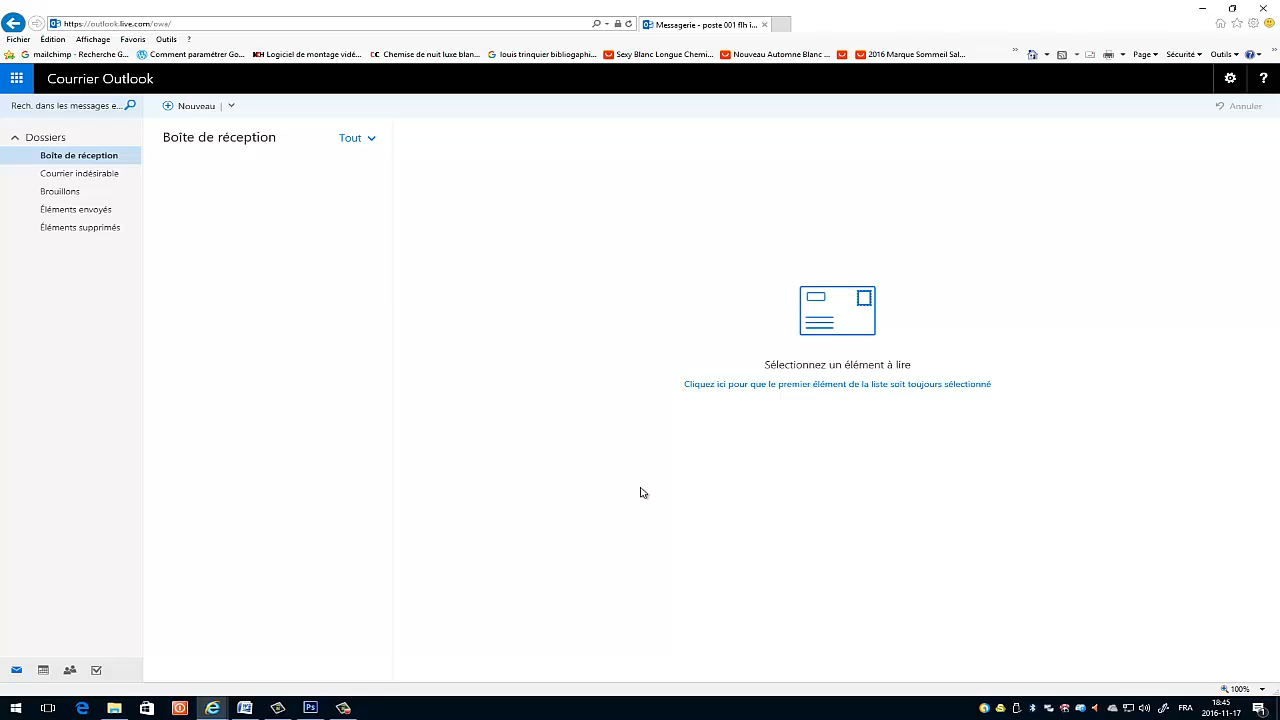 https://outlook.live.com/owa/
Messagerie - poste 001 flh i...
Fichier Édition Affichage Favoris Outils ?
mailchimp - Recherche G... Comment paramétrer Go... Logiciel de montage vidé... Chemise de nuit luxe blan... louis trinquier bibliographi... Sexy Blanc Longue Chemi... Nouveau Automne Blanc ... 2016 Marque Sommeil Sal... Page Sécurité Outils
Courrier Outlook ?
Rech. dans les messages e... Nouveau | Annuler
Dossiers
Boîte de réception
Courrier indésirable
Brouillons
Éléments envoyés
Éléments supprimés
Boîte de réception Tout
Sélectionnez un élément à lire
Cliquez ici pour que le premier élément de la liste soit toujours sélectionné
100%
FRA
18:45
2016-11-17